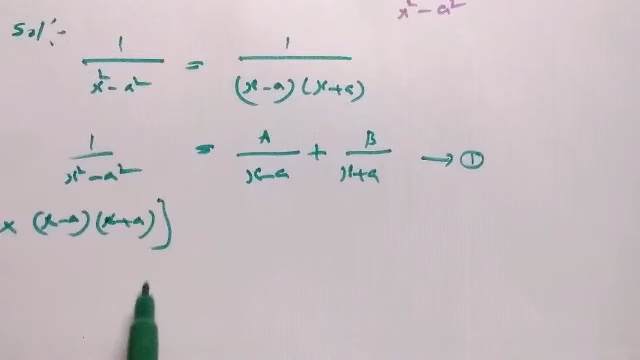 x² - a²
Sol:-
1/(x² - a²) = 1/((x-a)(x+a))
1/(x² - a²) = A/(x-a) + B/(x+a) → ①
x (x-a)(x+a)]